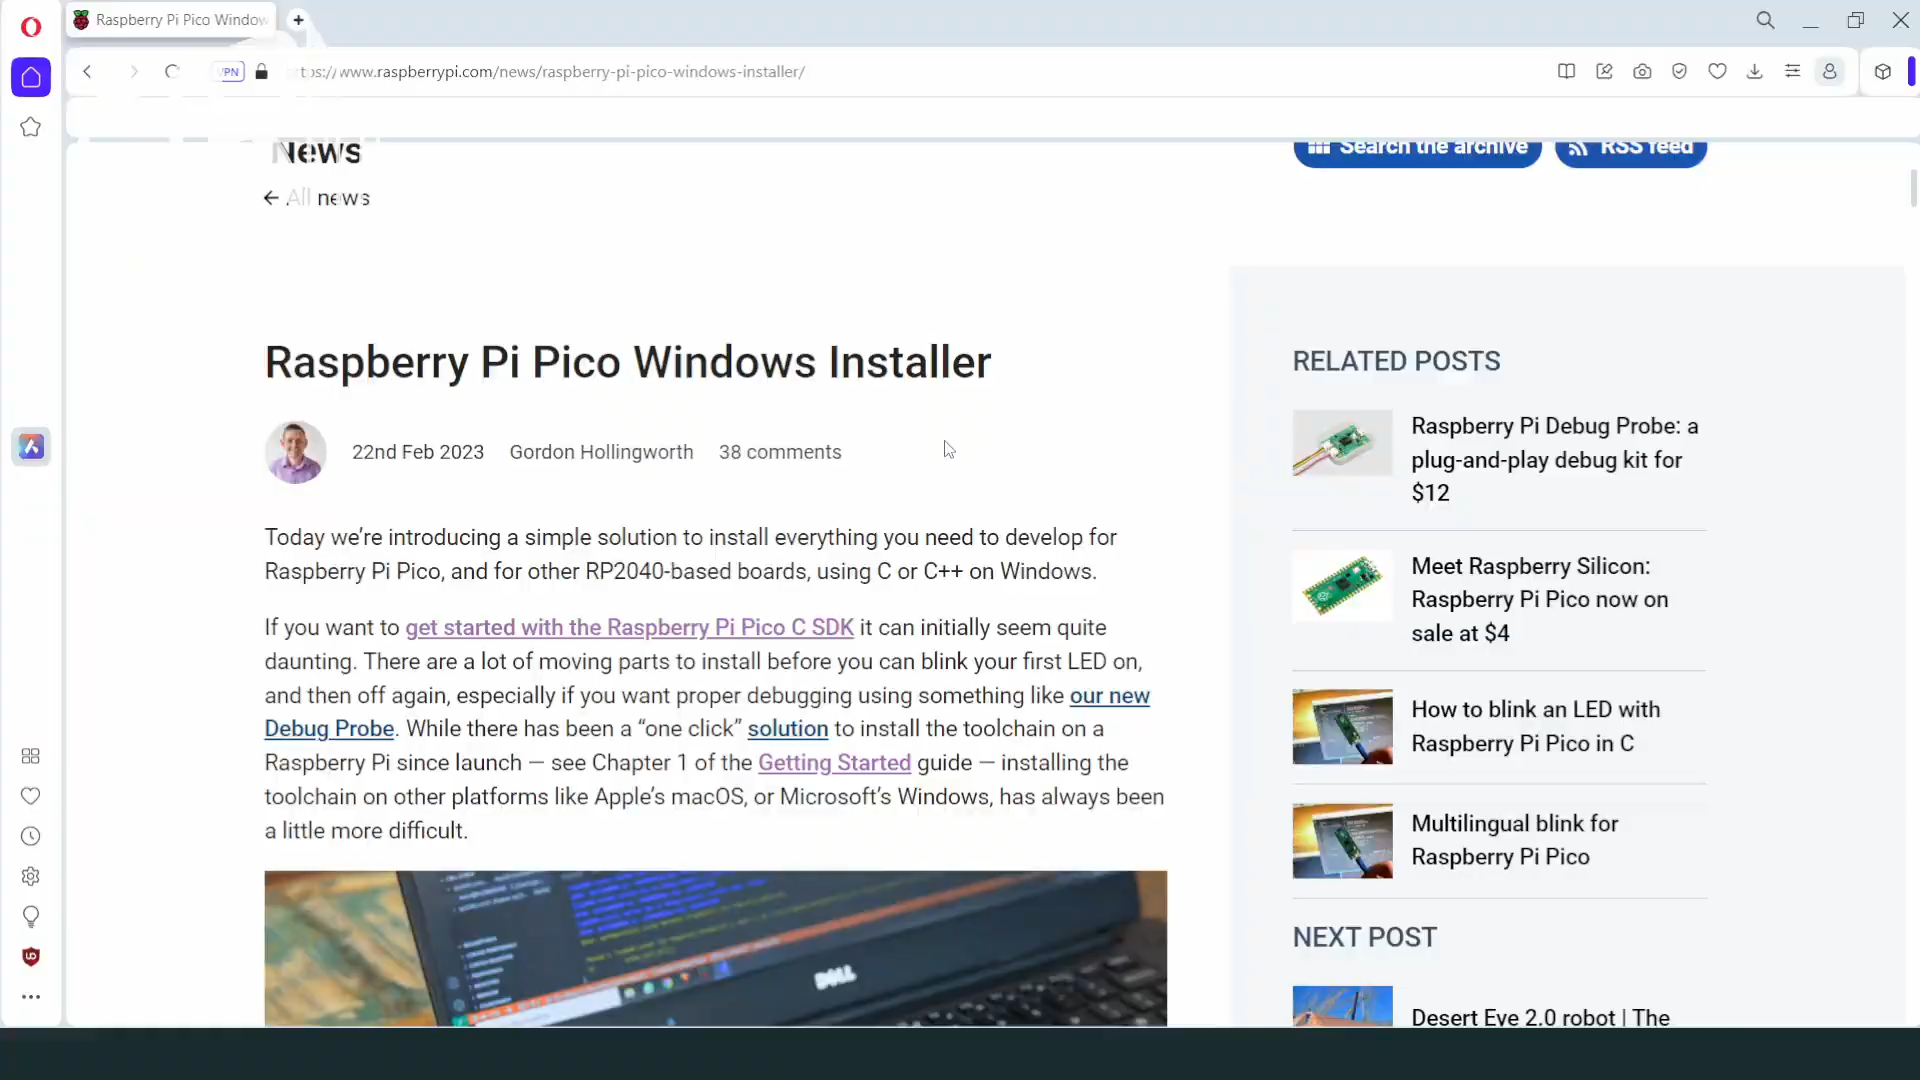 Raspberry Pi Pico Window
VPN
www.raspberrypi.com/news/raspberry-pi-pico-windows-installer/
News
Search the archive
RSS feed
All news
Raspberry Pi Pico Windows Installer
22nd Feb 2023 Gordon Hollingworth 38 comments
Today we’re introducing a simple solution to install everything you need to develop for
Raspberry Pi Pico, and for other RP2040-based boards, using C or C++ on Windows.
If you want to get started with the Raspberry Pi Pico C SDK it can initially seem quite
daunting. There are a lot of moving parts to install before you can blink your first LED on,
and then off again, especially if you want proper debugging using something like our new
Debug Probe. While there has been a “one click” solution to install the toolchain on a
Raspberry Pi since launch — see Chapter 1 of the Getting Started guide — installing the
toolchain on other platforms like Apple’s macOS, or Microsoft’s Windows, has always been
a little more difficult.
DELL
RELATED POSTS
Raspberry Pi Debug Probe: a
plug-and-play debug kit for
$12
Meet Raspberry Silicon:
Raspberry Pi Pico now on
sale at $4
How to blink an LED with
Raspberry Pi Pico in C
Multilingual blink for
Raspberry Pi Pico
NEXT POST
Desert Eye 2.0 robot | The